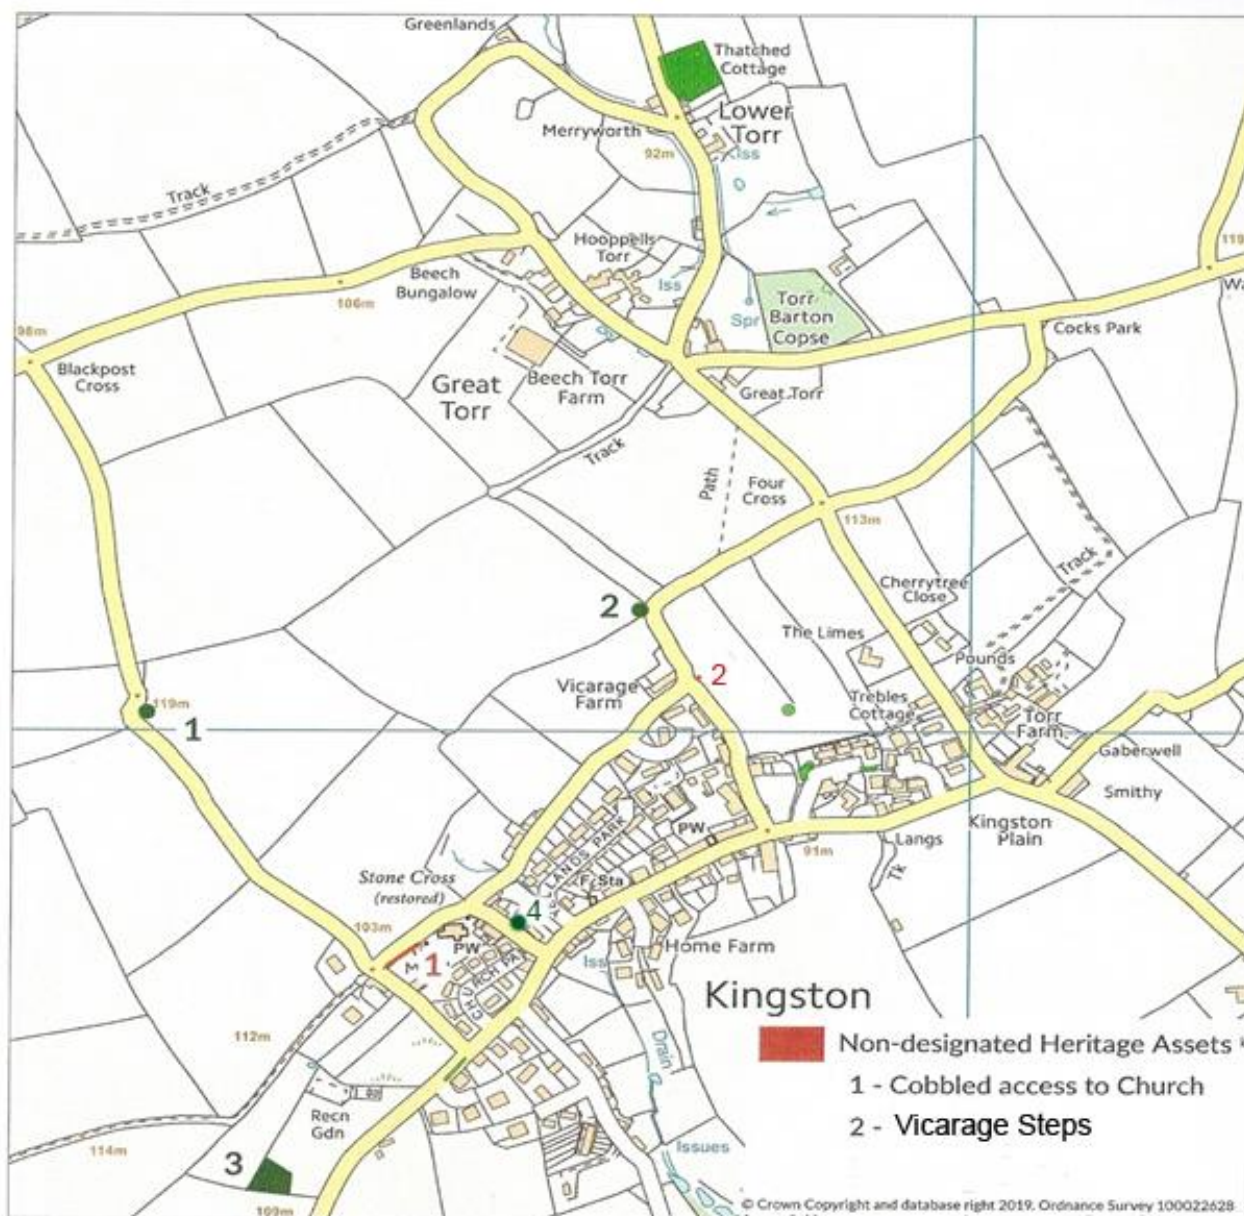 Greenlands
Thatched
Cottage
Lower
Torr
Merryworth
92m
Iss
Track
Hooppells
Torr
Beech
Bungalow
Iss
106m
98m
Torr
Barton
Copse
Spr
Cocks Park
Blackpost
Cross
Great
Torr
Beech Torr
Farm
Great Torr
Track
Path
Four
Cross
113m
Track
Cherrytree
Close
2
The Limes
Pounds
Vicarage
Farm
2
Trebles
Cottage
119m
1
Torr
Farm
Gaberwell
Smithy
Kingston
Plain
PW
91m
Langs
Tk
Stone Cross
(restored)
F Sta
4
103m
PW
1
Iss
Home Farm
Kingston
112m
Drain
Non-designated Heritage Assets
1 - Cobbled access to Church
2 - Vicarage Steps
Recn
Gdn
Issues
114m
3
109m
© Crown Copyright and database right 2019. Ordnance Survey 100022628